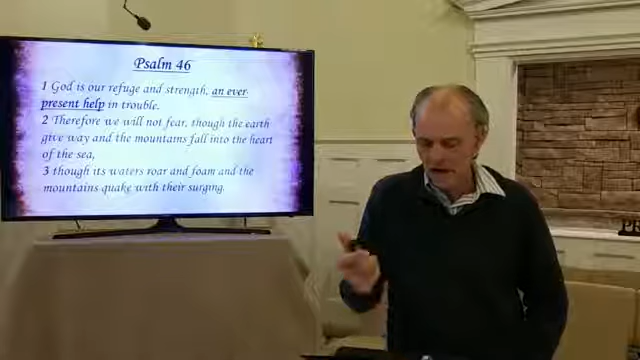 Psalm 46
1 God is our refuge and strength, an ever
present help in trouble.
2 Therefore we will not fear, though the earth
give way and the mountains fall into the heart
of the sea,
3 though its waters roar and foam and the
mountains quake with their surging.